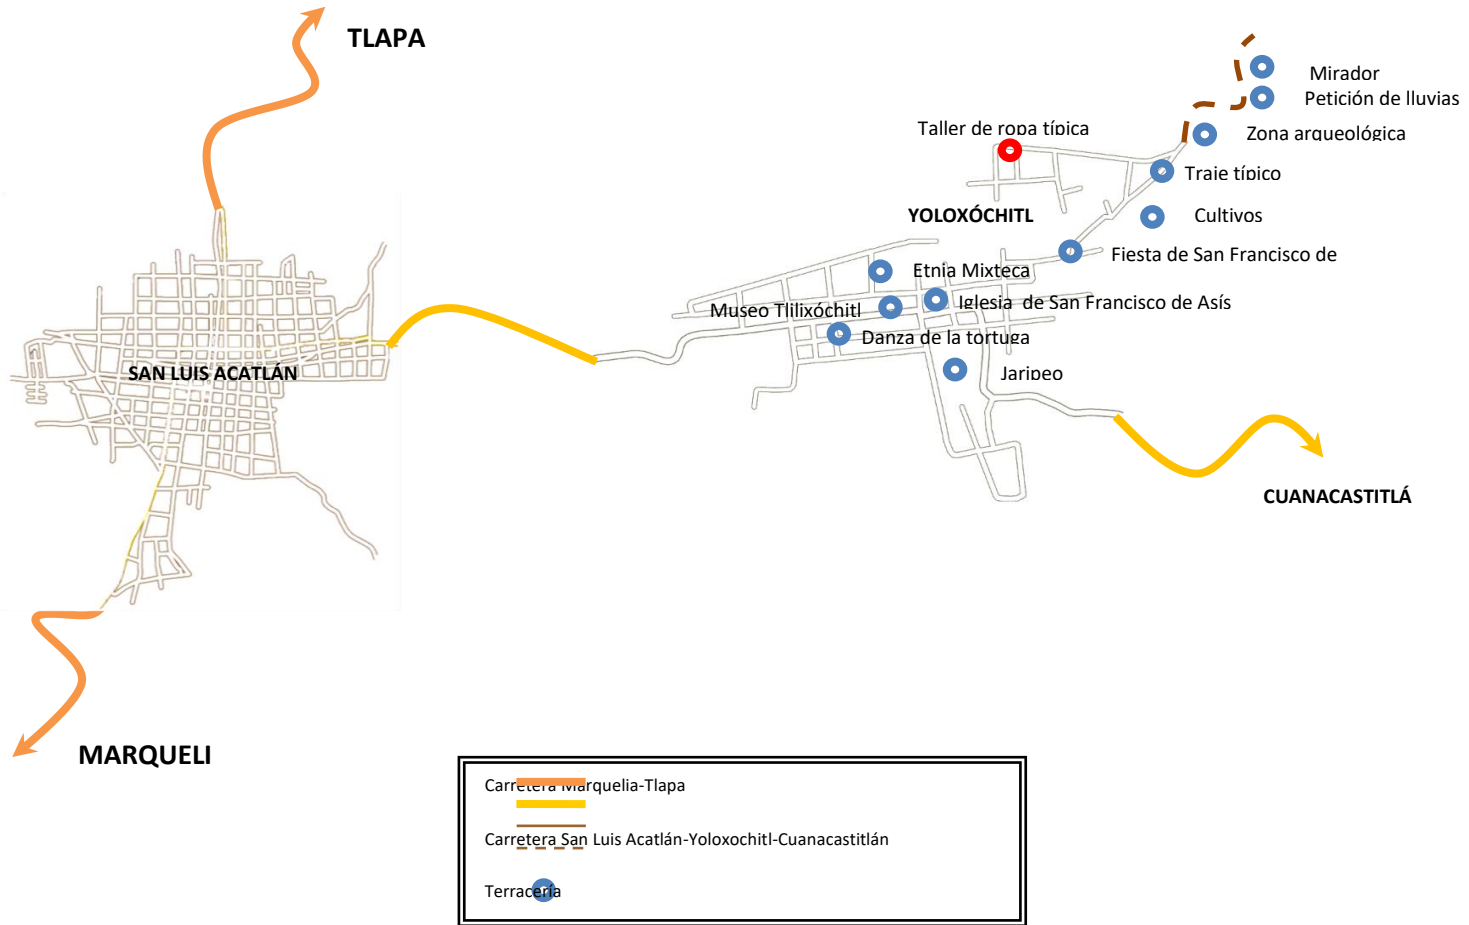 TLAPA
Mirador
Petición de lluvias
Taller de ropa típica
Zona arqueológica
Traje típico
YOLOXÓCHITL
Cultivos
Fiesta de San Francisco de
Etnia Mixteca
Museo Tlilixóchitl
Iglesia de San Francisco de Asís
Danza de la tortuga
SAN LUIS ACATLÁN
Jaripeo
CUANACASTITLÁ
MARQUELI
Carretera Marquelia-Tlapa
Carretera San Luis Acatlán-Yoloxochitl-Cuanacastitlán
Terracería